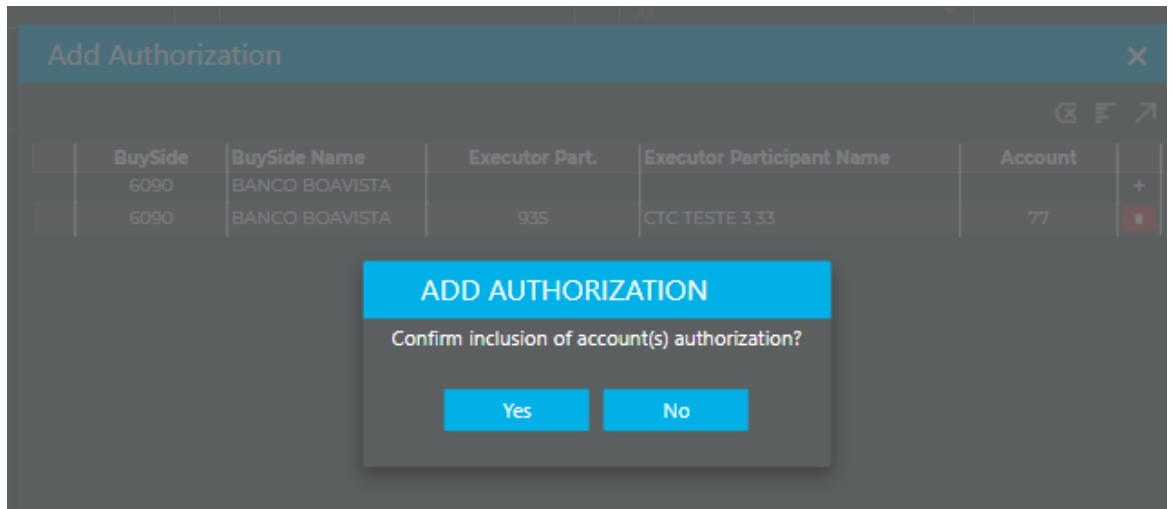 All
Add Authorization
BuySide BuySide Name Executor Part. Executor Participant Name Account
6090 BANCO BOAVISTA +
6090 BANCO BOAVISTA 935 CTC TESTE 3 33 77
ADD AUTHORIZATION
Confirm inclusion of account(s) authorization?
Yes No